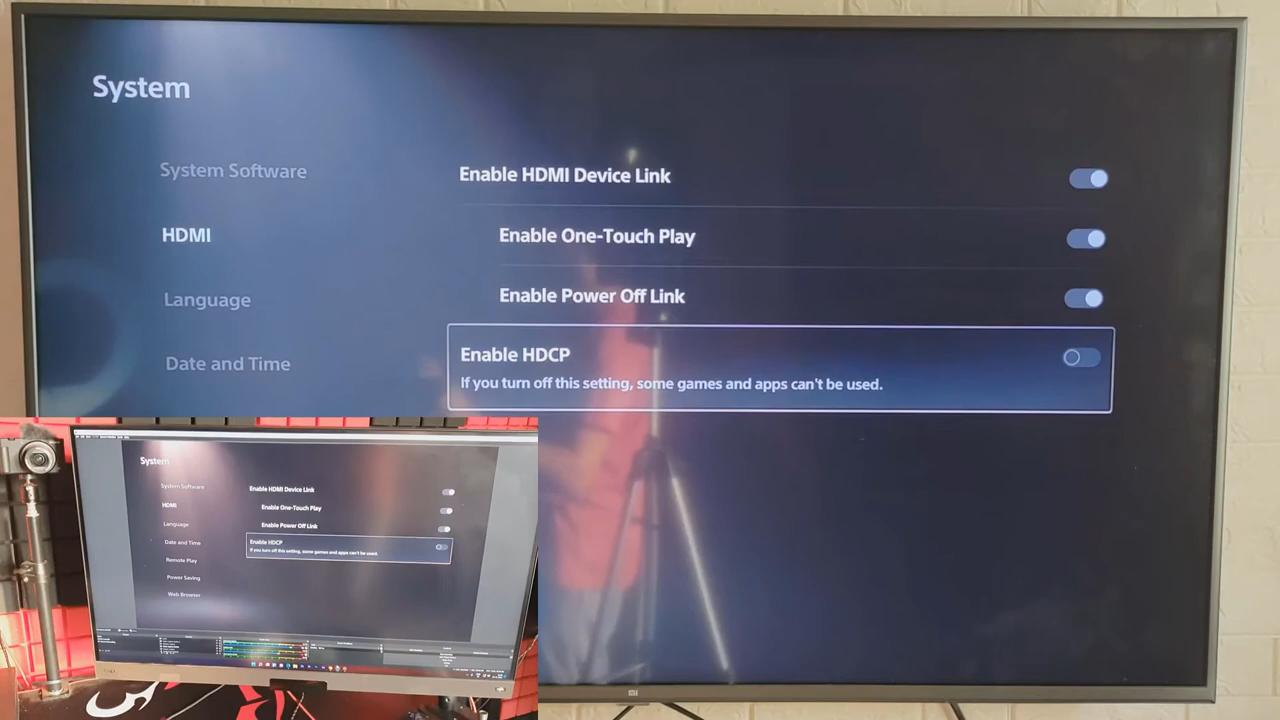 System
System Software
HDMI
Language
Date and Time
Enable HDMI Device Link
Enable One-Touch Play
Enable Power Off Link
Enable HDCP
If you turn off this setting, some games and apps can't be used.
mi
System
System Software
HDMI
Language
Date and Time
Remote Play
Power Saving
Web Browser
Enable HDMI Device Link
Enable One-Touch Play
Enable Power Off Link
Enable HDCP
If you turn off this setting, some games and apps can't be used.